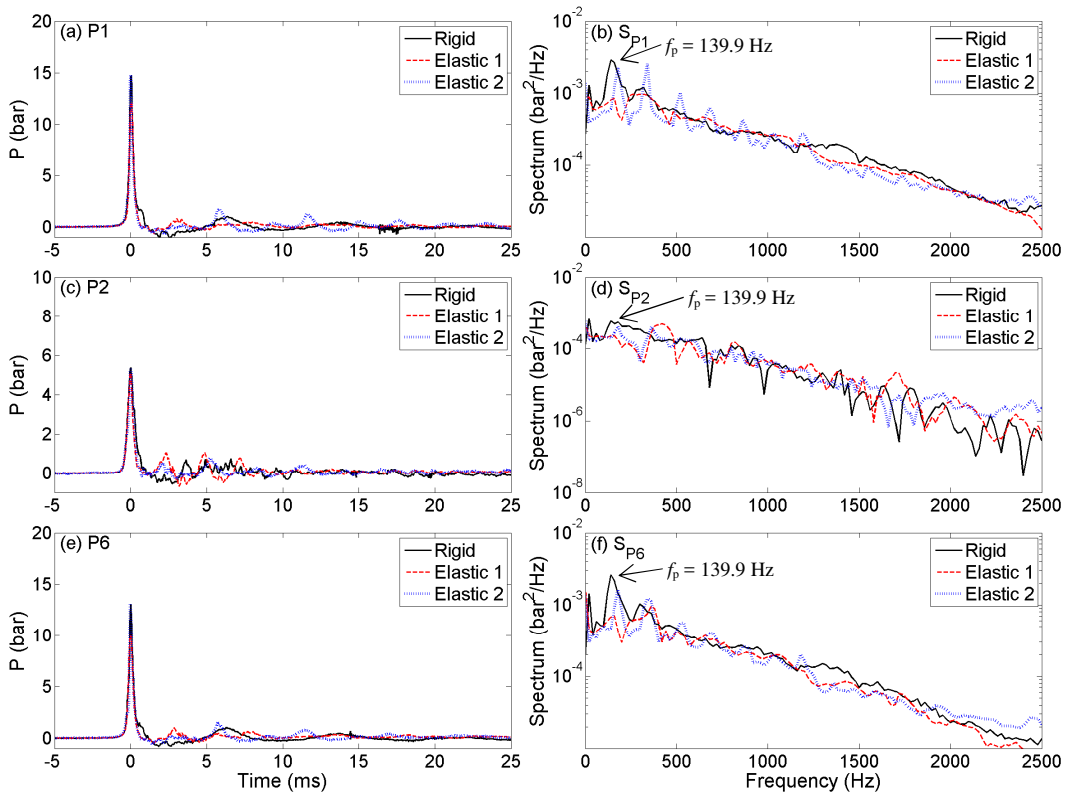 (a) P1
Rigid
Elastic 1
Elastic 2
P (bar)
20
15
10
5
0
-5 0 5 10 15 20 25
(b) S_P1
f_p = 139.9 Hz
Rigid
Elastic 1
Elastic 2
Spectrum (bar²/Hz)
10⁻²
10⁻³
10⁻⁴
0 500 1000 1500 2000 2500
(c) P2
Rigid
Elastic 1
Elastic 2
P (bar)
10
8
6
4
2
0
-5 0 5 10 15 20 25
(d) S_P2
f_p = 139.9 Hz
Rigid
Elastic 1
Elastic 2
Spectrum (bar²/Hz)
10⁻²
10⁻⁴
10⁻⁶
10⁻⁸
0 500 1000 1500 2000 2500
(e) P6
Rigid
Elastic 1
Elastic 2
P (bar)
20
15
10
5
0
-5 0 5 10 15 20 25
Time (ms)
(f) S_P6
f_p = 139.9 Hz
Rigid
Elastic 1
Elastic 2
Spectrum (bar²/Hz)
10⁻²
10⁻³
10⁻⁴
0 500 1000 1500 2000 2500
Frequency (Hz)